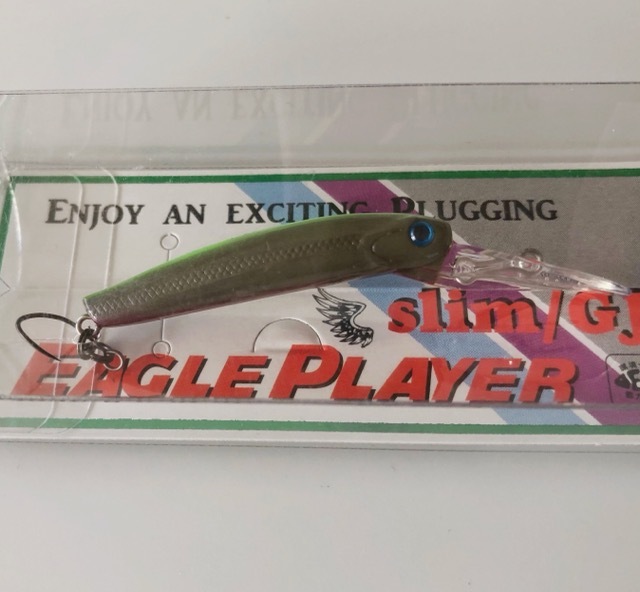 ENJOY AN EXCITING PLUGGING
slim/GJ
EAGLE PLAYER